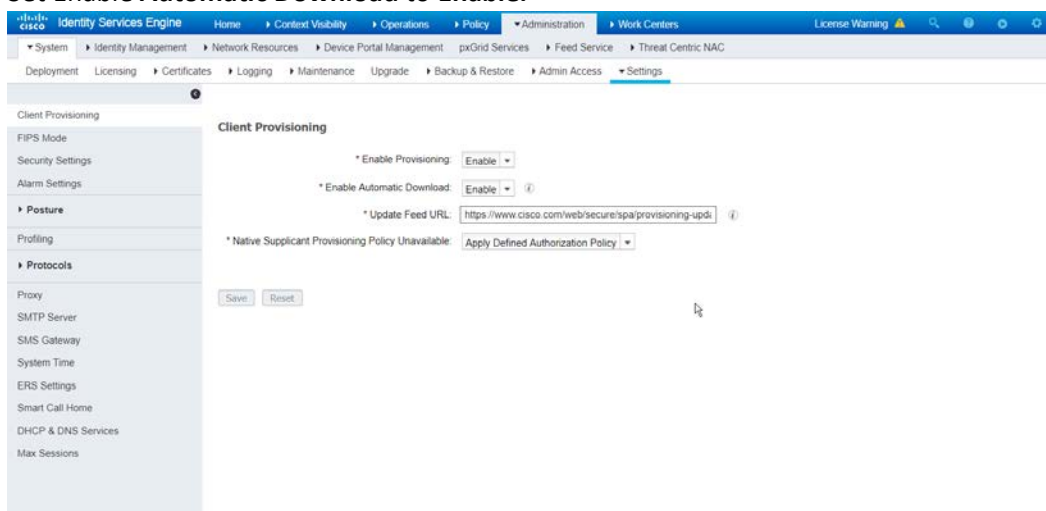 Set Enable Automatic Download to Enable.
cisco Identity Services Engine Home Context Visibility Operations Policy Administration Work Centers License Warning
System Identity Management Network Resources Device Portal Management pxGrid Services Feed Service Threat Centric NAC
Deployment Licensing Certificates Logging Maintenance Upgrade Backup & Restore Admin Access Settings
Client Provisioning
FIPS Mode
Security Settings
Alarm Settings
Posture
Profiling
Protocols
Proxy
SMTP Server
SMS Gateway
System Time
ERS Settings
Smart Call Home
DHCP & DNS Services
Max Sessions
Client Provisioning
* Enable Provisioning: Enable
* Enable Automatic Download: Enable
* Update Feed URL: https://www.cisco.com/web/secure/spa/provisioning-upda
* Native Supplicant Provisioning Policy Unavailable: Apply Defined Authorization Policy
Save Reset